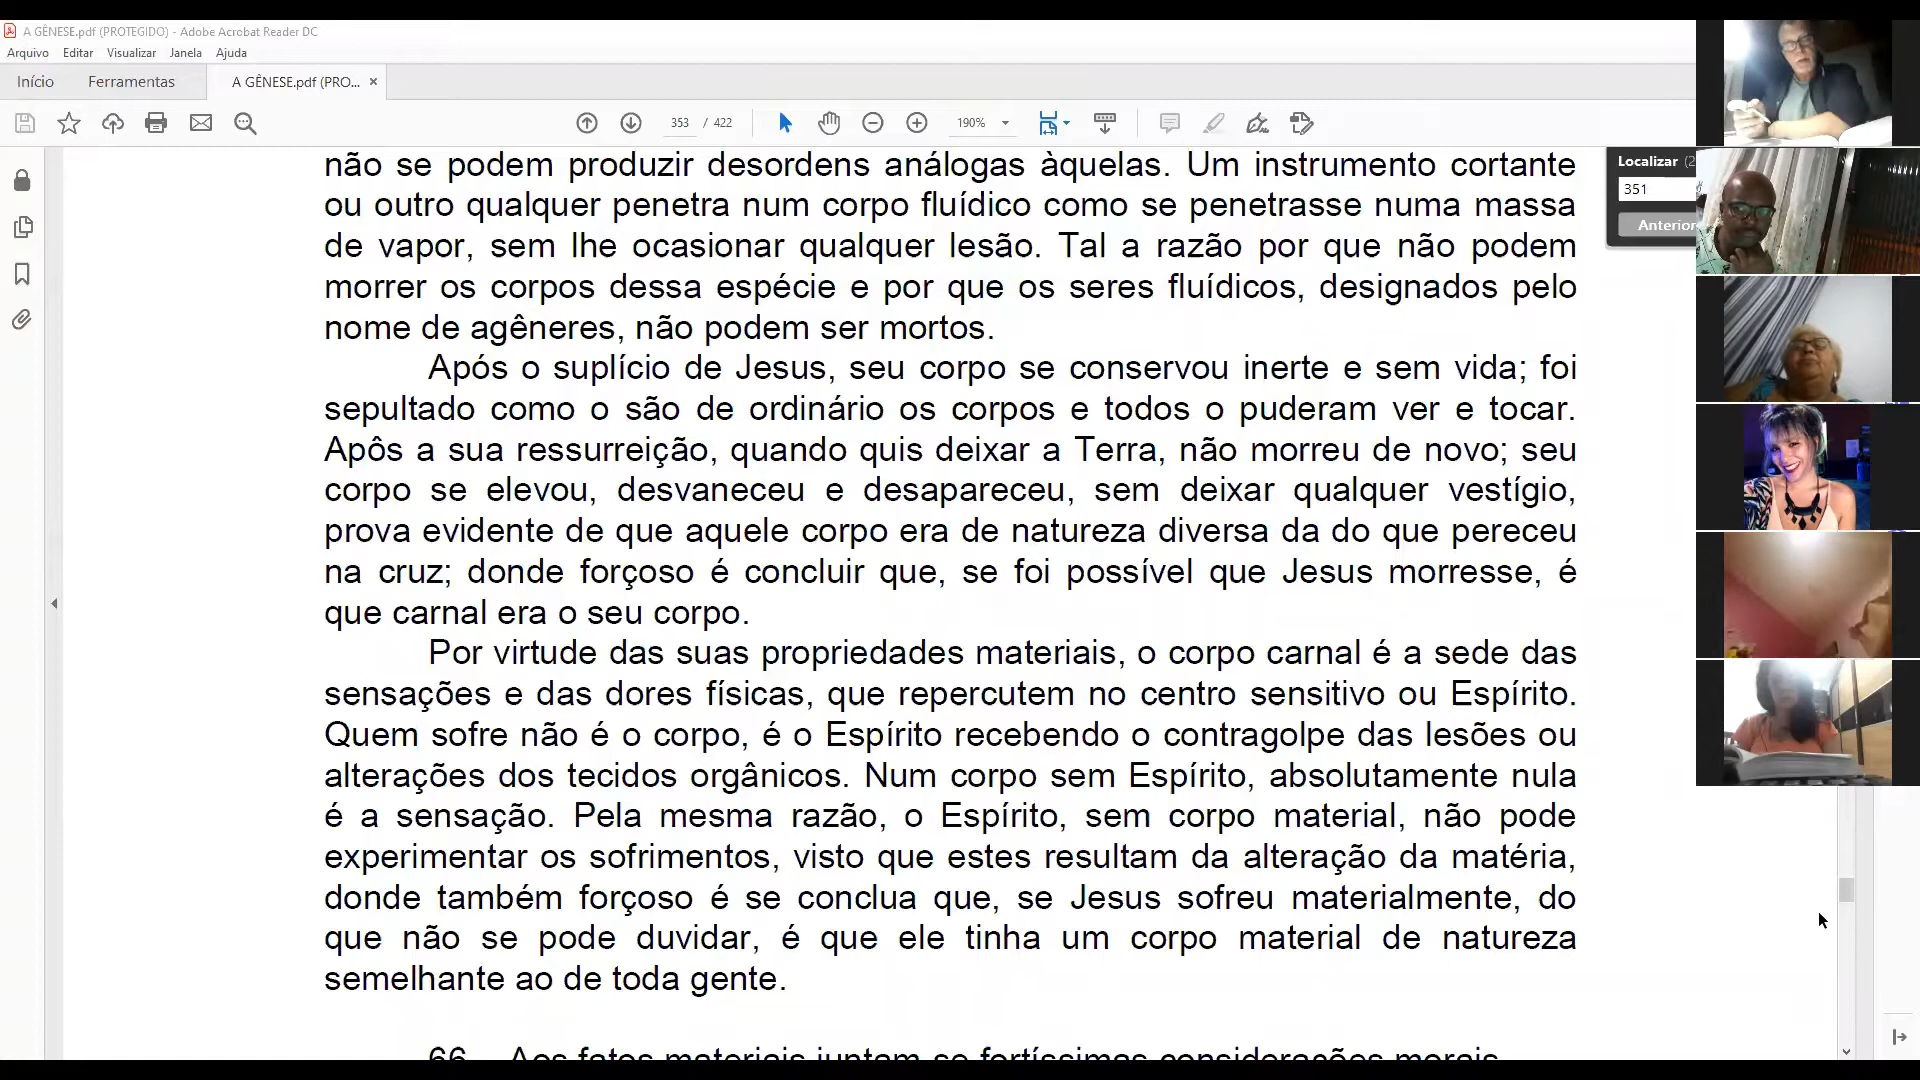 A GÊNESE.pdf (PROTEGIDO) - Adobe Acrobat Reader DC
Arquivo Editar Visualizar Janela Ajuda
Início Ferramentas A GÊNESE.pdf (PRO... ×
353 / 422 190%
Localizar (2
351
Anterior
não se podem produzir desordens análogas àquelas. Um instrumento cortante
ou outro qualquer penetra num corpo fluídico como se penetrasse numa massa
de vapor, sem lhe ocasionar qualquer lesão. Tal a razão por que não podem
morrer os corpos dessa espécie e por que os seres fluídicos, designados pelo
nome de agêneres, não podem ser mortos.
Após o suplício de Jesus, seu corpo se conservou inerte e sem vida; foi
sepultado como o são de ordinário os corpos e todos o puderam ver e tocar.
Apôs a sua ressurreição, quando quis deixar a Terra, não morreu de novo; seu
corpo se elevou, desvaneceu e desapareceu, sem deixar qualquer vestígio,
prova evidente de que aquele corpo era de natureza diversa da do que pereceu
na cruz; donde forçoso é concluir que, se foi possível que Jesus morresse, é
que carnal era o seu corpo.
Por virtude das suas propriedades materiais, o corpo carnal é a sede das
sensações e das dores físicas, que repercutem no centro sensitivo ou Espírito.
Quem sofre não é o corpo, é o Espírito recebendo o contragolpe das lesões ou
alterações dos tecidos orgânicos. Num corpo sem Espírito, absolutamente nula
é a sensação. Pela mesma razão, o Espírito, sem corpo material, não pode
experimentar os sofrimentos, visto que estes resultam da alteração da matéria,
donde também forçoso é se conclua que, se Jesus sofreu materialmente, do
que não se pode duvidar, é que ele tinha um corpo material de natureza
semelhante ao de toda gente.
66. Aos fatos materiais juntam-se fortíssimas considerações morais.